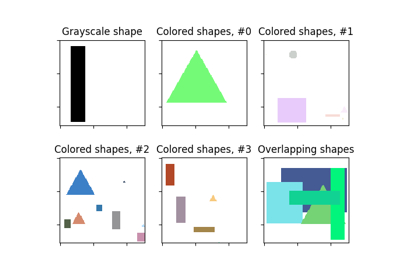 Grayscale shape
Colored shapes, #0
Colored shapes, #1
Colored shapes, #2
Colored shapes, #3
Overlapping shapes